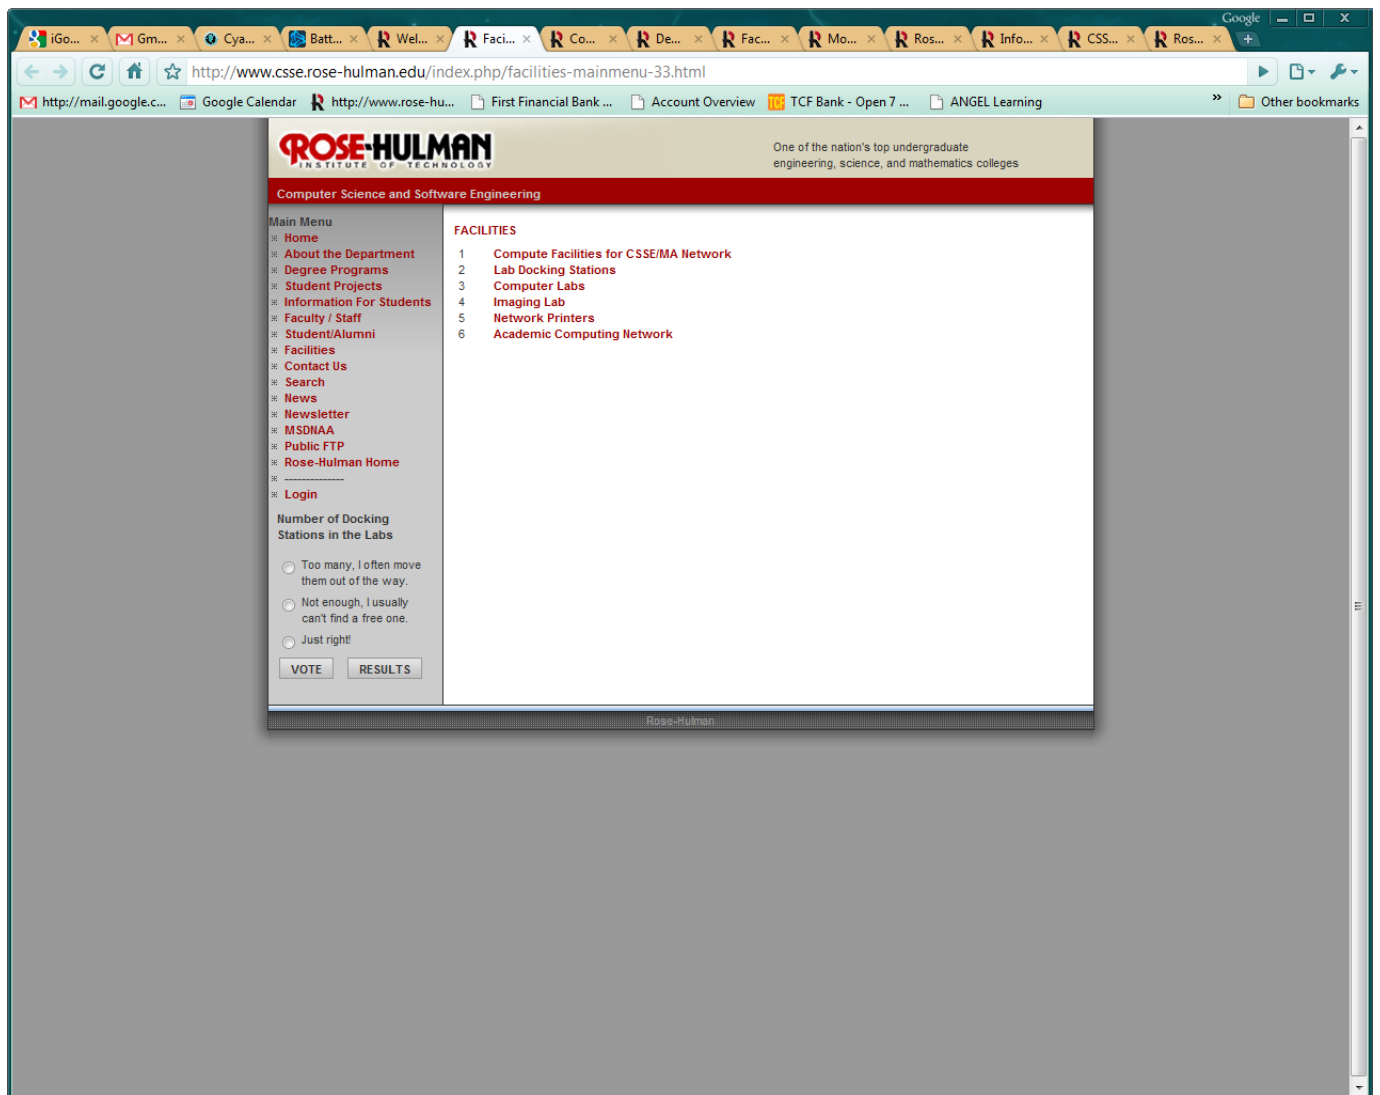 Google
iGo... Gm... Cya... Batt... Wel... Faci... Co... De... Fac... Mo... Ros... Info... CSS... Ros...
http://www.csse.rose-hulman.edu/index.php/facilities-mainmenu-33.html
http://mail.google.c... Google Calendar http://www.rose-hu... First Financial Bank ... Account Overview TCF TCF Bank - Open 7 ... ANGEL Learning » Other bookmarks
ROSE-HULMAN
INSTITUTE OF TECHNOLOGY
One of the nation's top undergraduate
engineering, science, and mathematics colleges
Computer Science and Software Engineering
Main Menu
Home
About the Department
Degree Programs
Student Projects
Information For Students
Faculty / Staff
Student/Alumni
Facilities
Contact Us
Search
News
Newsletter
MSDNAA
Public FTP
Rose-Hulman Home
--------------
Login
Number of Docking
Stations in the Labs
Too many, I often move
them out of the way.
Not enough, I usually
can't find a free one.
Just right!
VOTE RESULTS
FACILITIES
1 Compute Facilities for CSSE/MA Network
2 Lab Docking Stations
3 Computer Labs
4 Imaging Lab
5 Network Printers
6 Academic Computing Network
Rose-Hulman